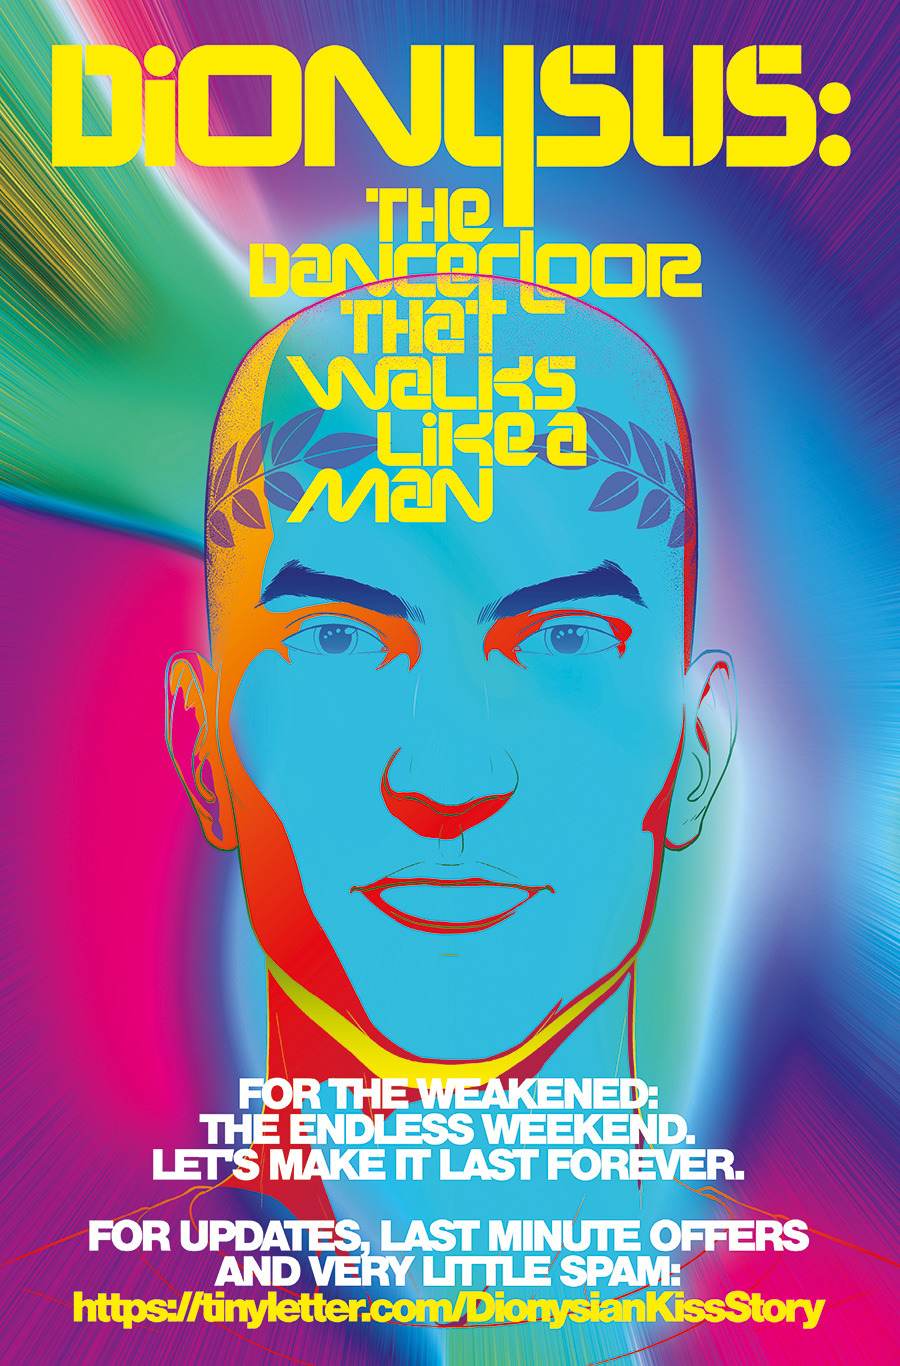 DiONySUS:
THe
DaNCefLOOR
THaT
WaLKS
LiKe a
MaN
FOR THE WEAKENED:
THE ENDLESS WEEKEND.
LET'S MAKE IT LAST FOREVER.
FOR UPDATES, LAST MINUTE OFFERS
AND VERY LITTLE SPAM:
https://tinyletter.com/DionysianKissStory